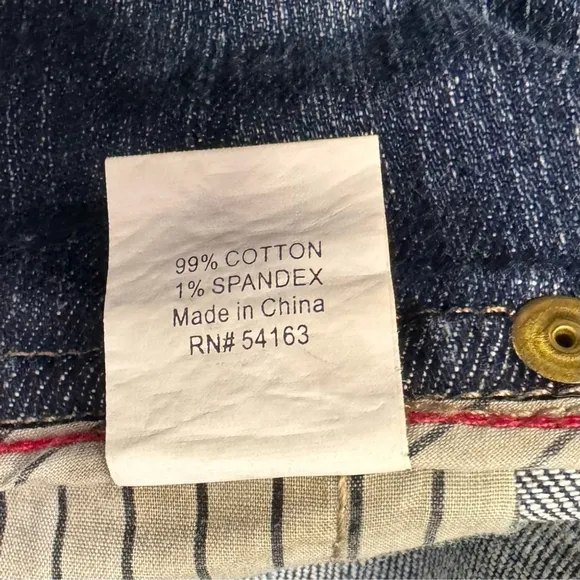 99% COTTON
1% SPANDEX
Made in China
RN# 54163